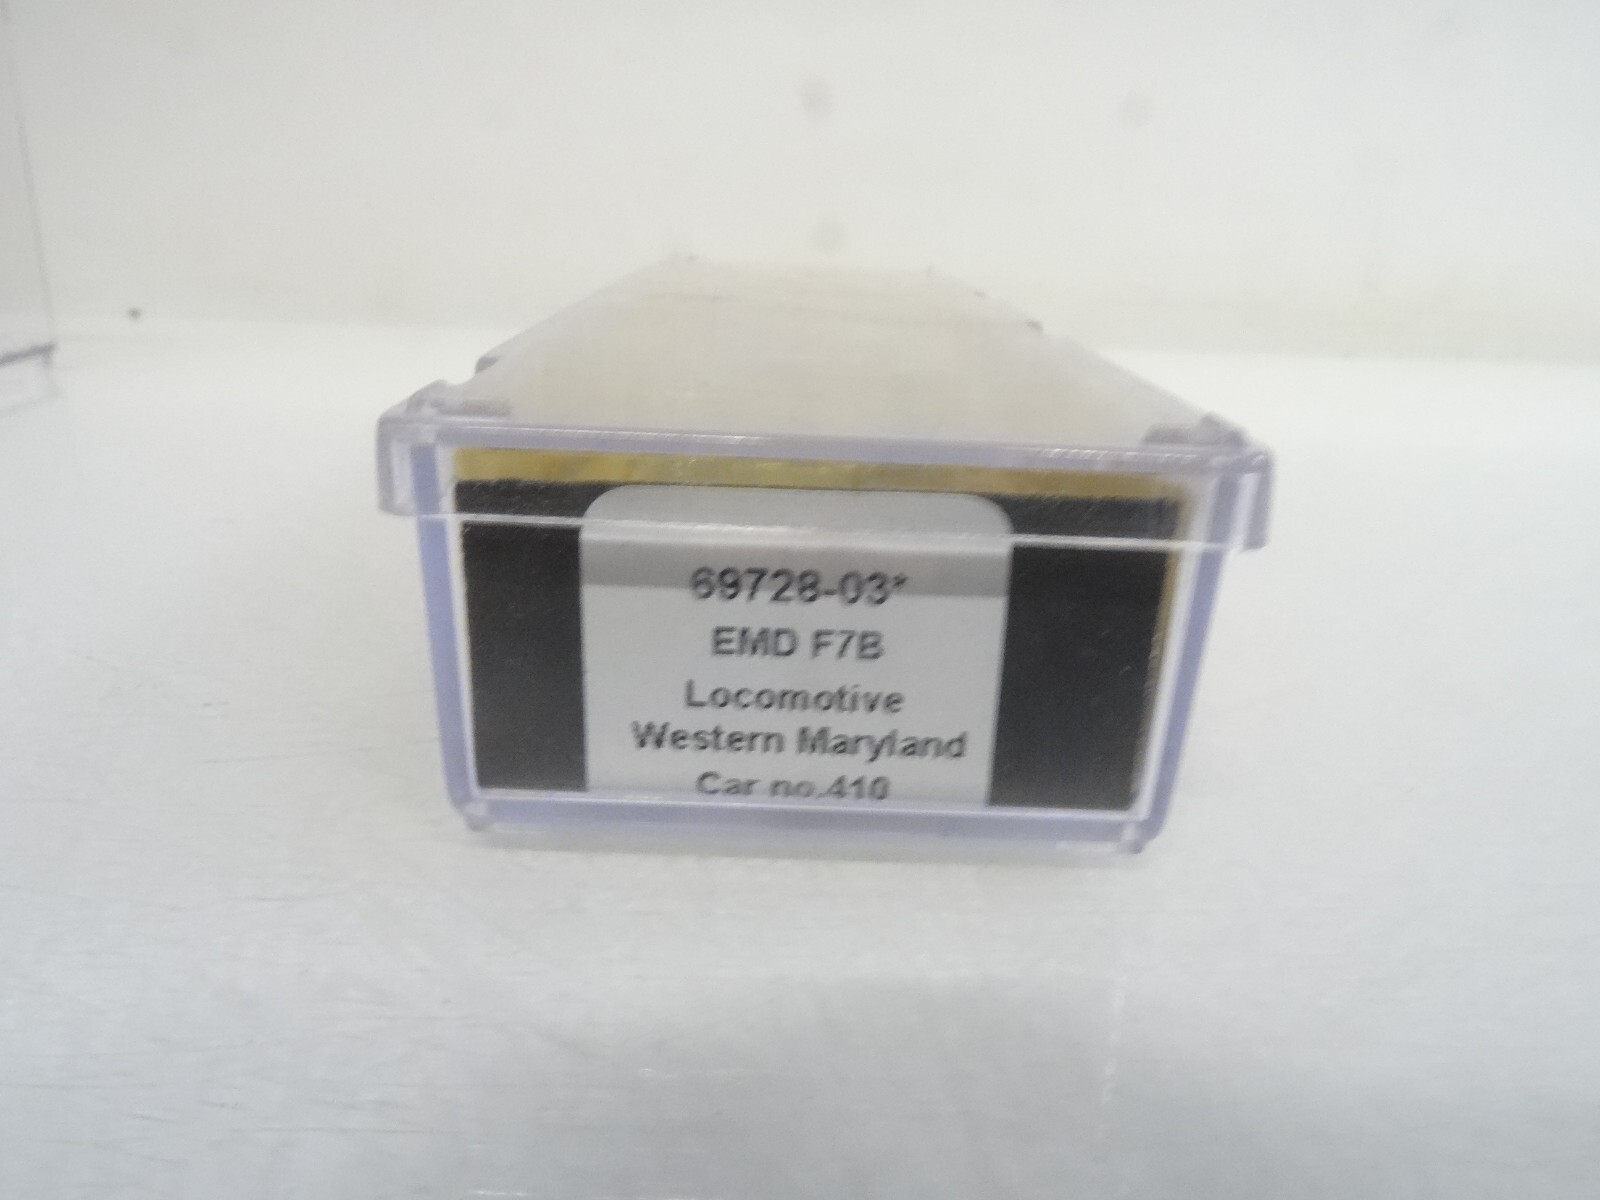 69728-03*
EMD F7B
Locomotive
Western Maryland
Car no.410